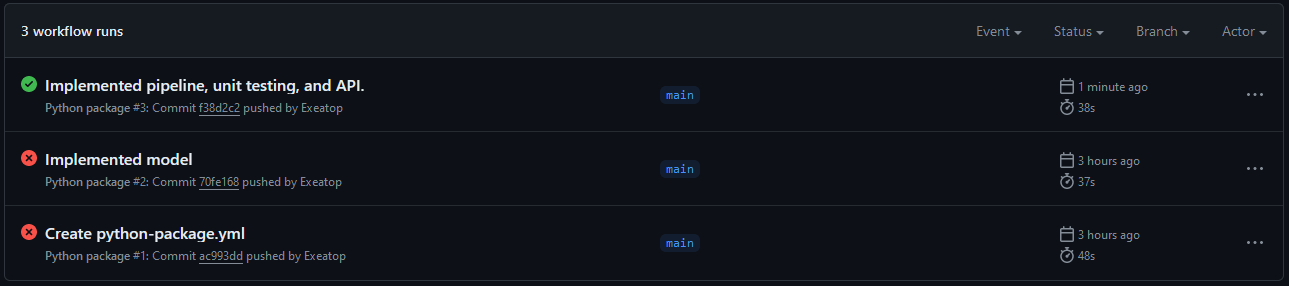 3 workflow runs
Event Status Branch Actor
Implemented pipeline, unit testing, and API.
Python package #3: Commit f38d2c2 pushed by Exeatop
main
1 minute ago
38s
Implemented model
Python package #2: Commit 70fe168 pushed by Exeatop
main
3 hours ago
37s
Create python-package.yml
Python package #1: Commit ac993dd pushed by Exeatop
main
3 hours ago
48s